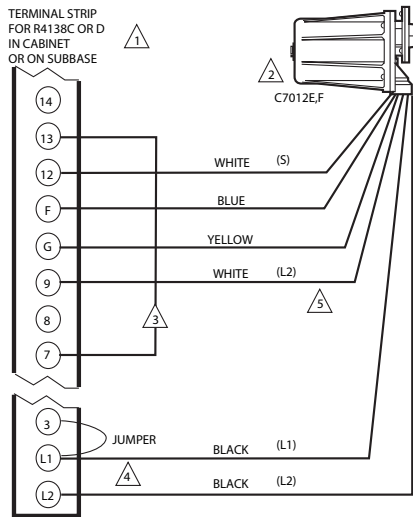 TERMINAL STRIP
FOR R4138C OR D
IN CABINET
OR ON SUBBASE
1
2
C7012E,F
14
13
12
WHITE (S)
F
BLUE
G
YELLOW
9
WHITE (L2)
5
8
3
7
3
JUMPER
L1
BLACK (L1)
4
L2
BLACK (L2)